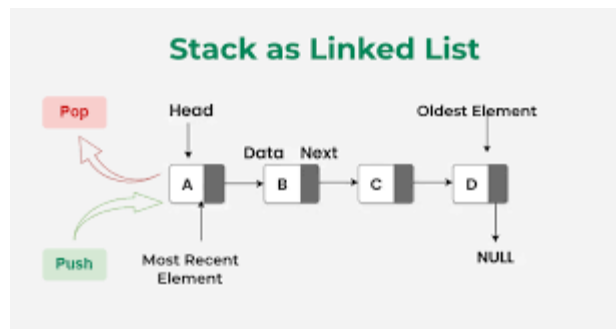 Stack as Linked List
Pop
Head
Oldest Element
Data Next
A
B
C
D
Push
Most Recent
Element
NULL